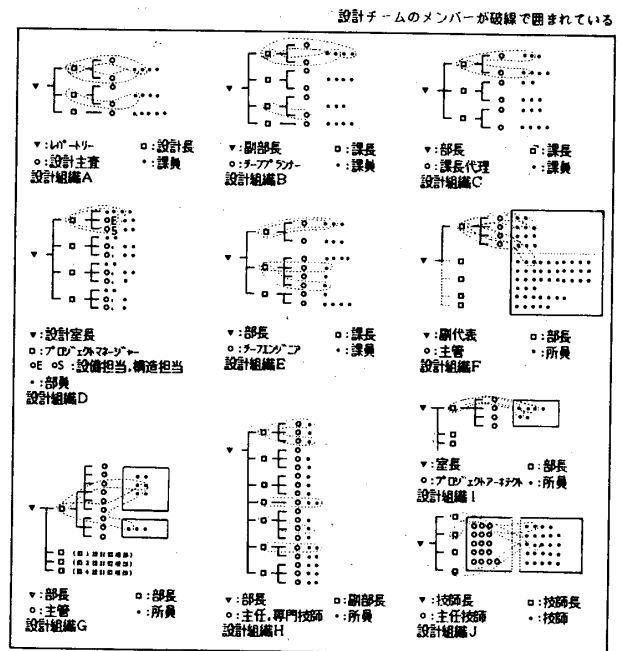 設計チームのメンバーが破線で囲まれている
▼:レパートリー □:設計長
○:設計主査 •:課員
設計組織A
▼:副部長 □:課長
○:チーフプランナー •:課員
設計組織B
▼:部長 □:課長
○:課長代理 •:課員
設計組織C
▼:設計室長
□:プロジェクトマネージャー
○E ○S:設備担当,構造担当
•:部員
設計組織D
▼:部長 □:課長
○:チーフエンジニア •:課員
設計組織E
▼:副代表 □:部長
○:主管 •:所員
設計組織F
▼:部長 □:部長
○:主管 •:所員
設計組織G
▼:部長 □:副部長
○:主任,専門技師 •:所員
設計組織H
▼:室長 □:部長
○:プロジェクトアーキテクト •:所員
設計組織I
▼:技師長 □:技師長
○:主任技師 •:技師
設計組織J